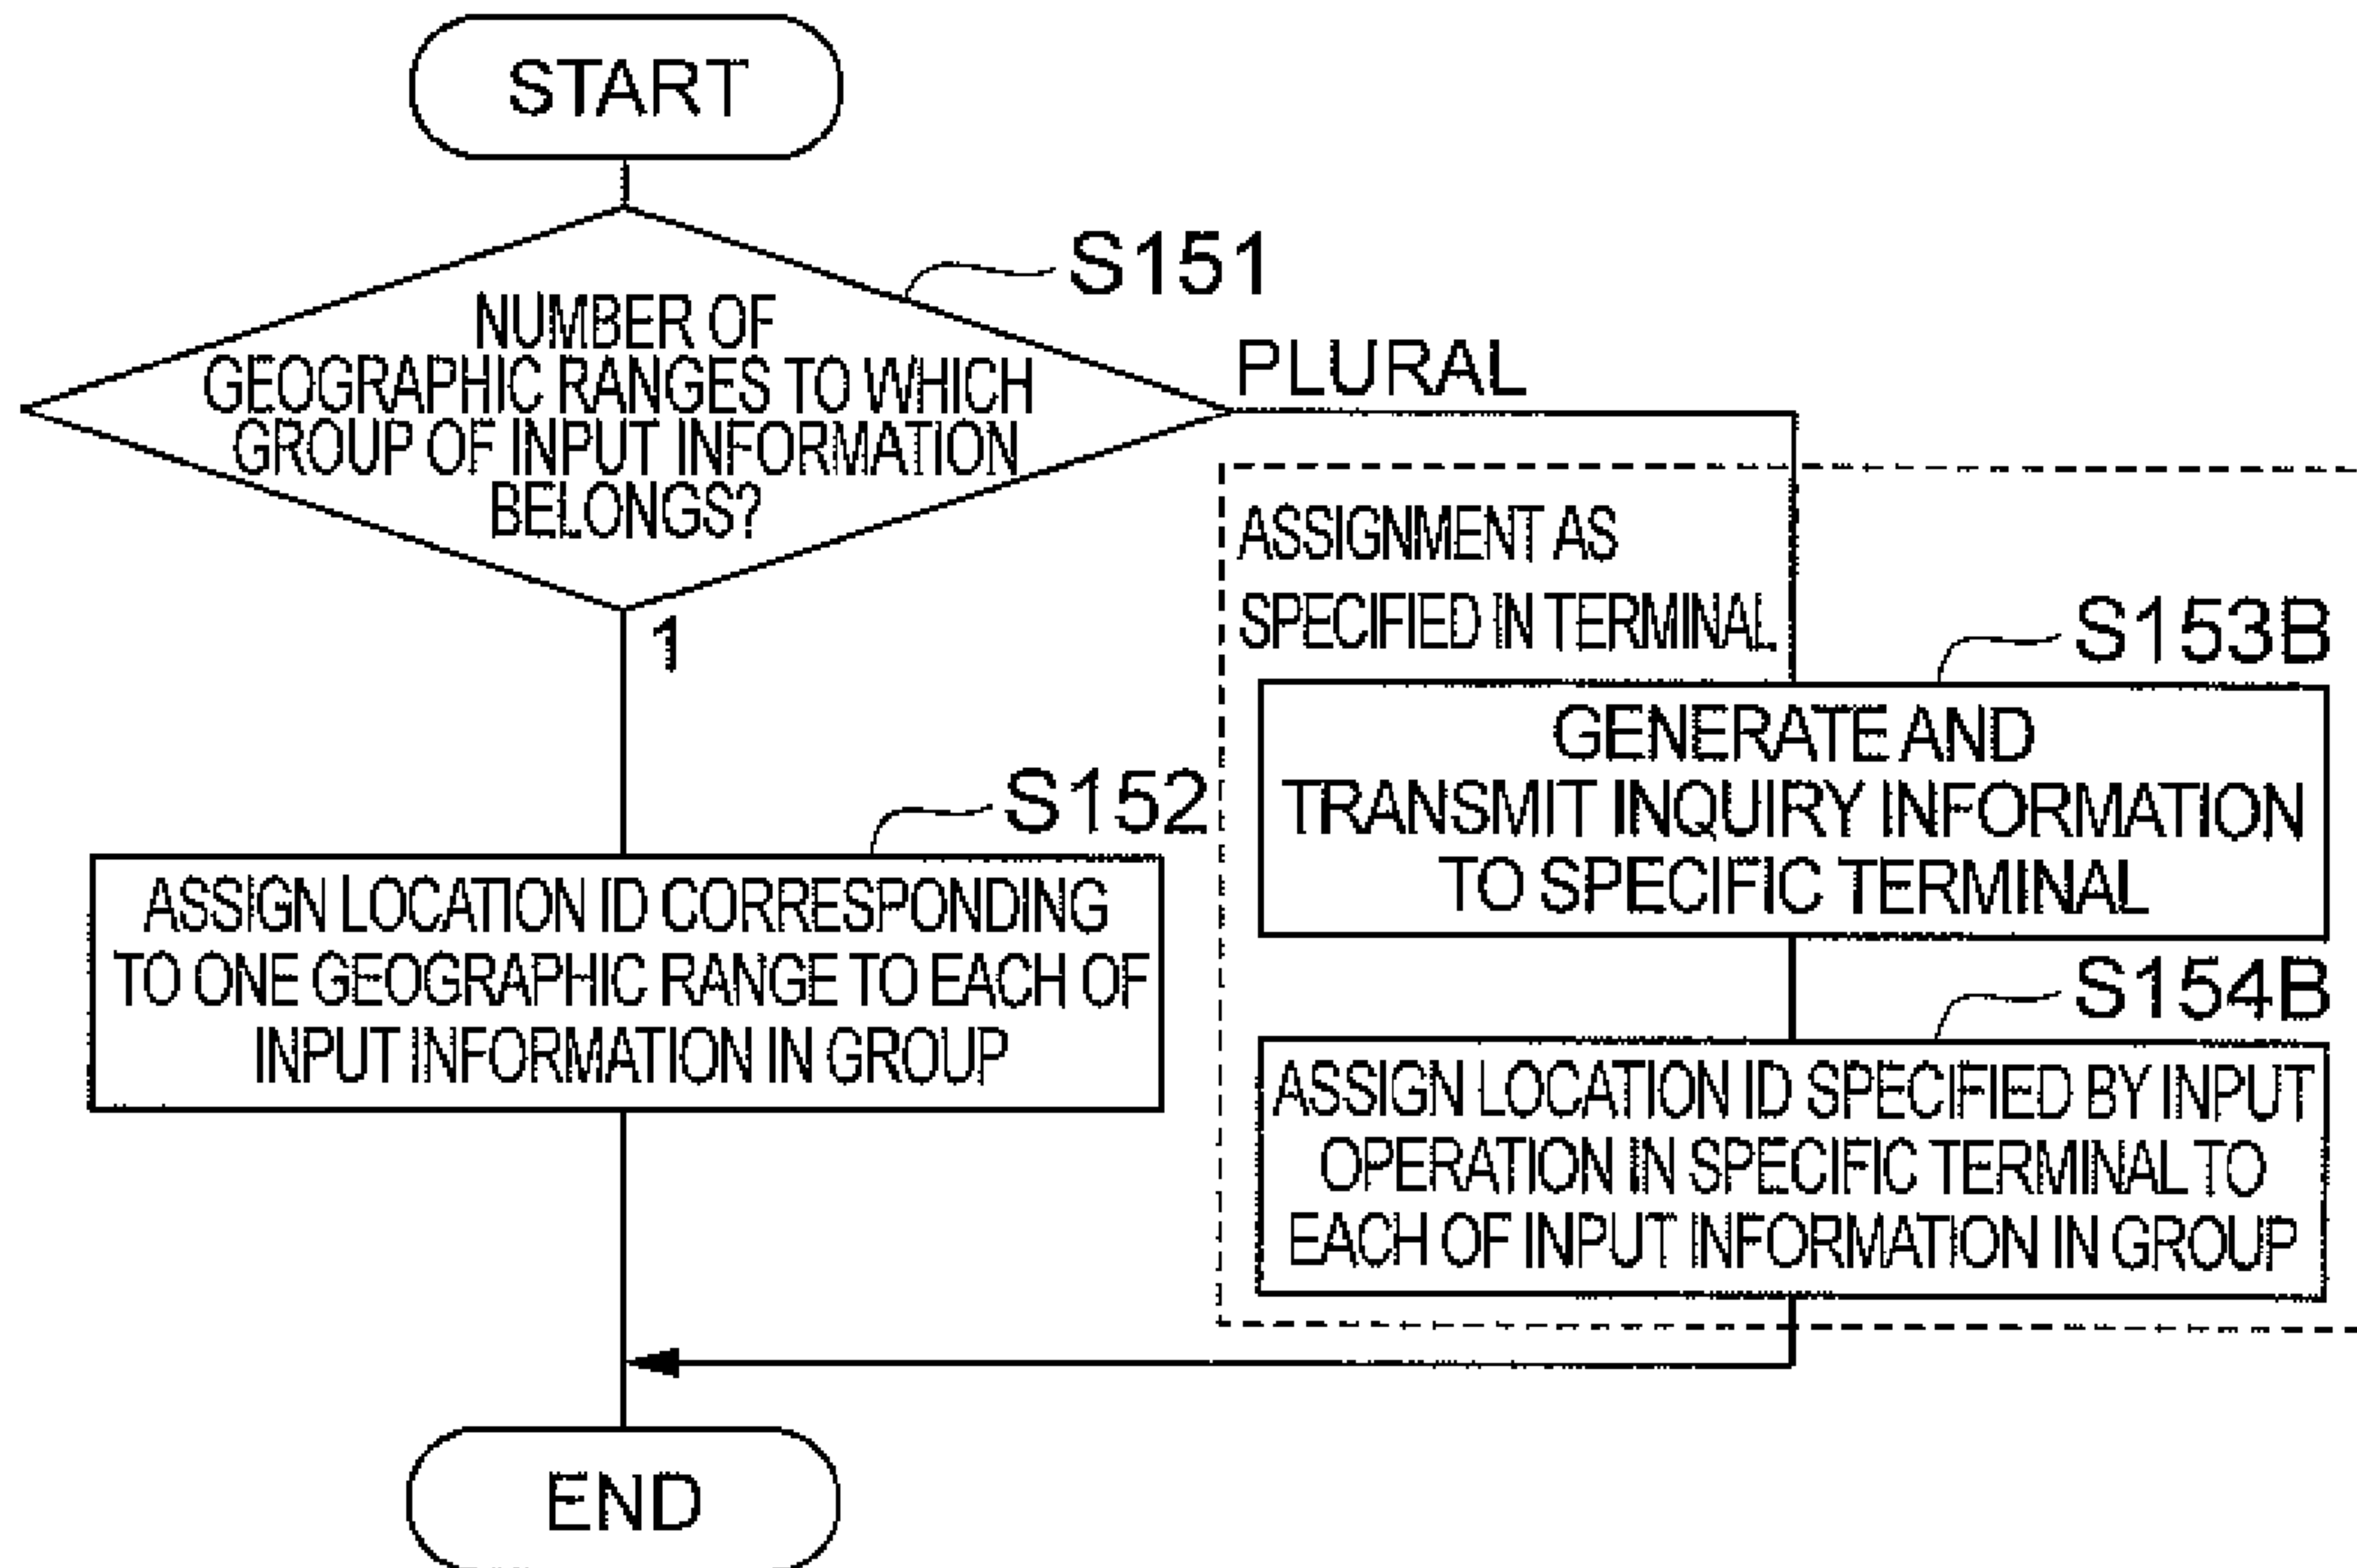 START
S151
NUMBER OF
GEOGRAPHIC RANGES TO WHICH
GROUP OF INPUT INFORMATION
BELONGS?
PLURAL
1
ASSIGNMENT AS
SPECIFIED IN TERMINAL
S153B
GENERATE AND
TRANSMIT INQUIRY INFORMATION
TO SPECIFIC TERMINAL
S152
ASSIGN LOCATION ID CORRESPONDING
TO ONE GEOGRAPHIC RANGE TO EACH OF
INPUT INFORMATION IN GROUP
S154B
ASSIGN LOCATION ID SPECIFIED BY INPUT
OPERATION IN SPECIFIC TERMINAL TO
EACH OF INPUT INFORMATION IN GROUP
END